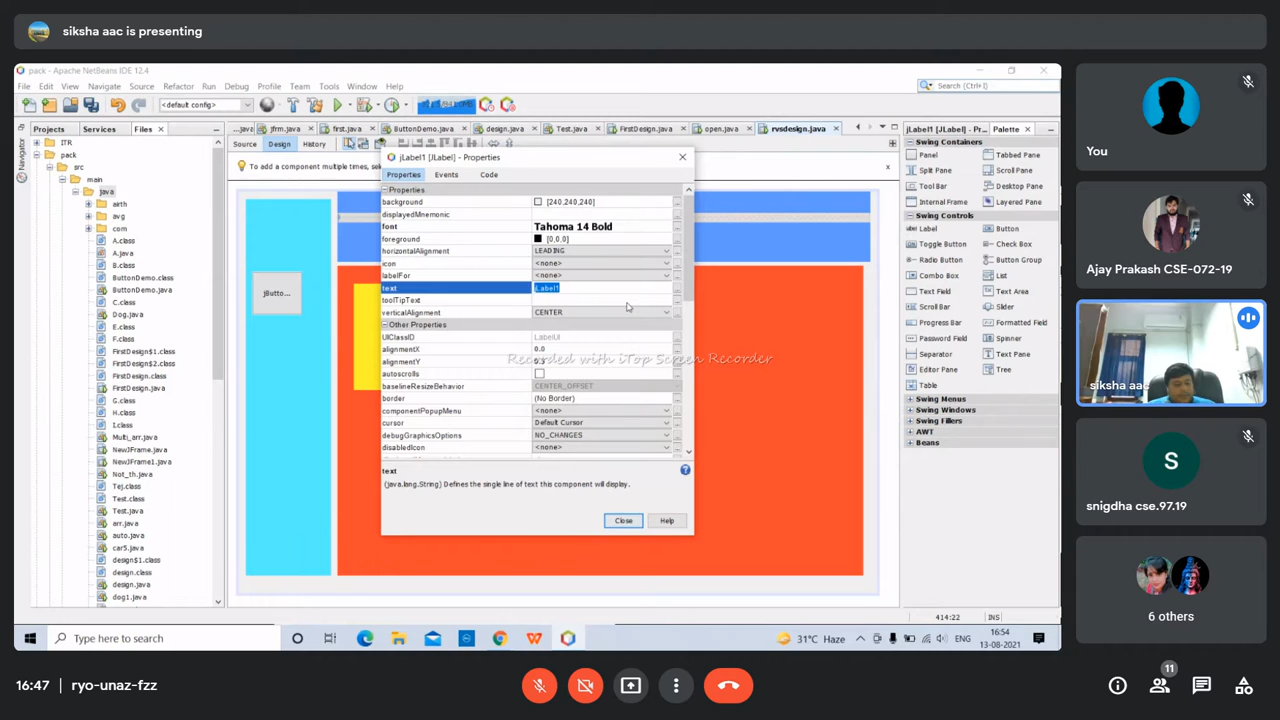 siksha aac is presenting
pack - Apache NetBeans IDE 12.4
File Edit View Navigate Source Refactor Run Debug Profile Team Tools Window Help
Search (Ctrl+I)
<default config>
Projects Services Files
...java jfrm.java first.java ButtonDemo.java design.java Test.java FirstDesign.java open.java rvsdesign.java
Source Design History
To add a component multiple times, sel
Navigator
ITR
pack
src
main
java
airth
avg
com
A.class
A.java
B.class
ButtonDemo.class
ButtonDemo.java
C.class
Dog.java
E.class
F.class
FirstDesign$1.class
FirstDesign$2.class
FirstDesign.class
FirstDesign.java
G.class
H.class
I.class
Multi_arr.java
NewJFrame.java
NewJFrame1.java
Not_th.java
Tej.class
Test.class
Test.java
arr.java
auto.java
car5.java
design$1.class
design.class
design.java
dog1.java
jButto...
jLabel1 [JLabel] - Properties
Properties Events Code
Properties
background [240,240,240]
displayedMnemonic
font Tahoma 14 Bold
foreground [0,0,0]
horizontalAlignment LEADING
icon <none>
labelFor <none>
text jLabel1
toolTipText
verticalAlignment CENTER
Other Properties
UIClassID LabelUI
alignmentX 0.0
alignmentY
autoscrolls
baselineResizeBehavior CENTER_OFFSET
border (No Border)
componentPopupMenu <none>
cursor Default Cursor
debugGraphicsOptions NO_CHANGES
disabledIcon <none>
text
(java.lang.String) Defines the single line of text this component will display.
Close Help
Recorded with iTop Screen Recorder
jLabel1 [JLabel] - Pr... Palette
Swing Containers
Panel Tabbed Pane
Split Pane Scroll Pane
Tool Bar Desktop Pane
Internal Frame Layered Pane
Swing Controls
Label Button
Toggle Button Check Box
Radio Button Button Group
Combo Box List
Text Field Text Area
Scroll Bar Slider
Progress Bar Formatted Field
Password Field Spinner
Separator Text Pane
Editor Pane Tree
Table
Swing Menus
Swing Windows
Swing Fillers
AWT
Beans
414:22 INS
Type here to search
31°C Haze
ENG
16:54
13-08-2021
You
Ajay Prakash CSE-072-19
siksha aac
S
snigdha cse.97.19
6 others
16:47 | ryo-unaz-fzz
11